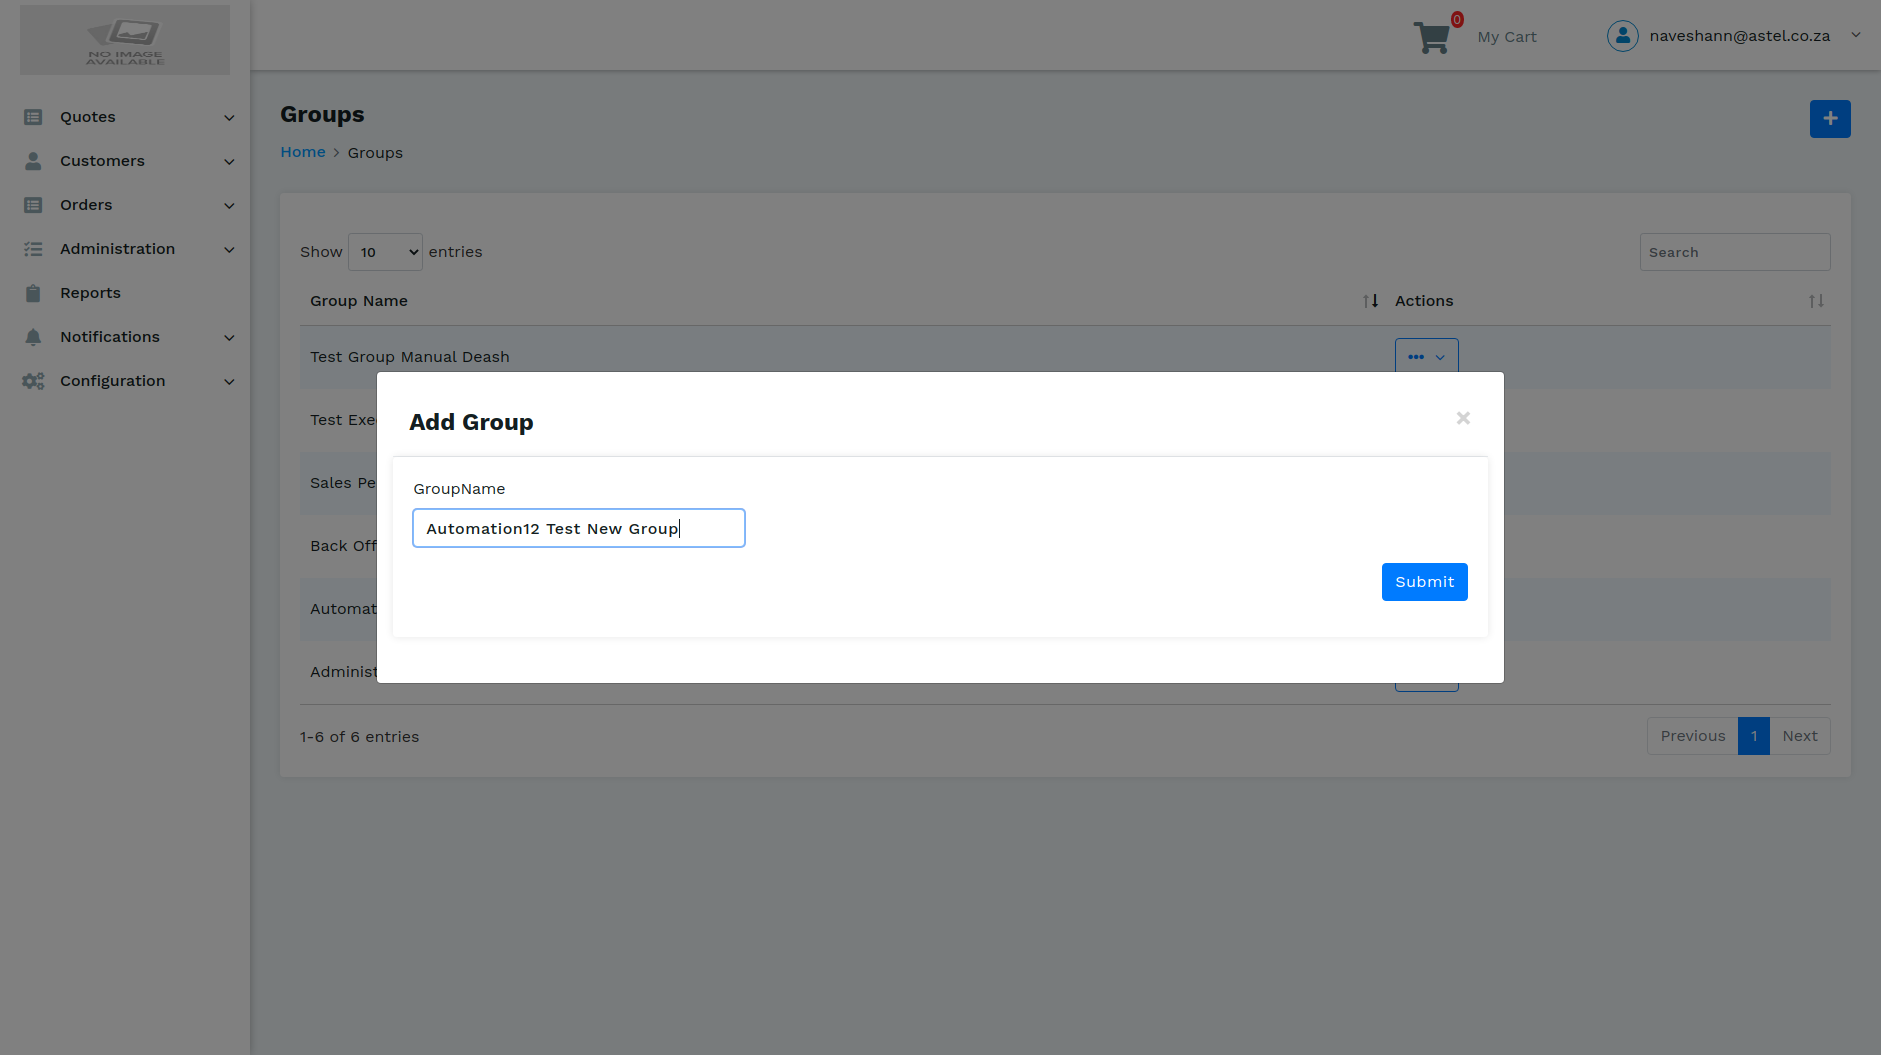 NO IMAGE
AVAILABLE
0
My Cart
naveshann@astel.co.za
Quotes
Customers
Orders
Administration
Reports
Notifications
Configuration
Groups
Home > Groups
Show 10 entries
Search
Group Name
Actions
Test Group Manual Deash
Test Exe
Sales Pe
Back Off
Automat
Administ
Add Group
×
GroupName
Automation12 Test New Group
Submit
1-6 of 6 entries
Previous 1 Next